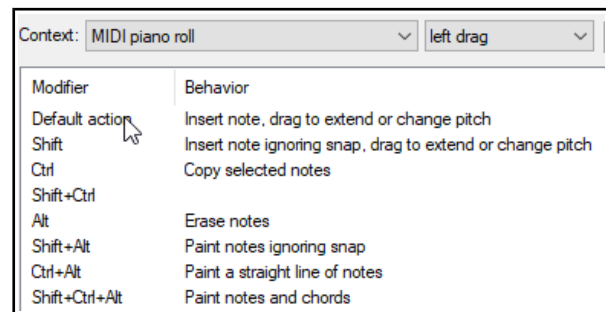 Context: MIDI piano roll left drag
Modifier Behavior
Default action Insert note, drag to extend or change pitch
Shift Insert note ignoring snap, drag to extend or change pitch
Ctrl Copy selected notes
Shift+Ctrl
Alt Erase notes
Shift+Alt Paint notes ignoring snap
Ctrl+Alt Paint a straight line of notes
Shift+Ctrl+Alt Paint notes and chords